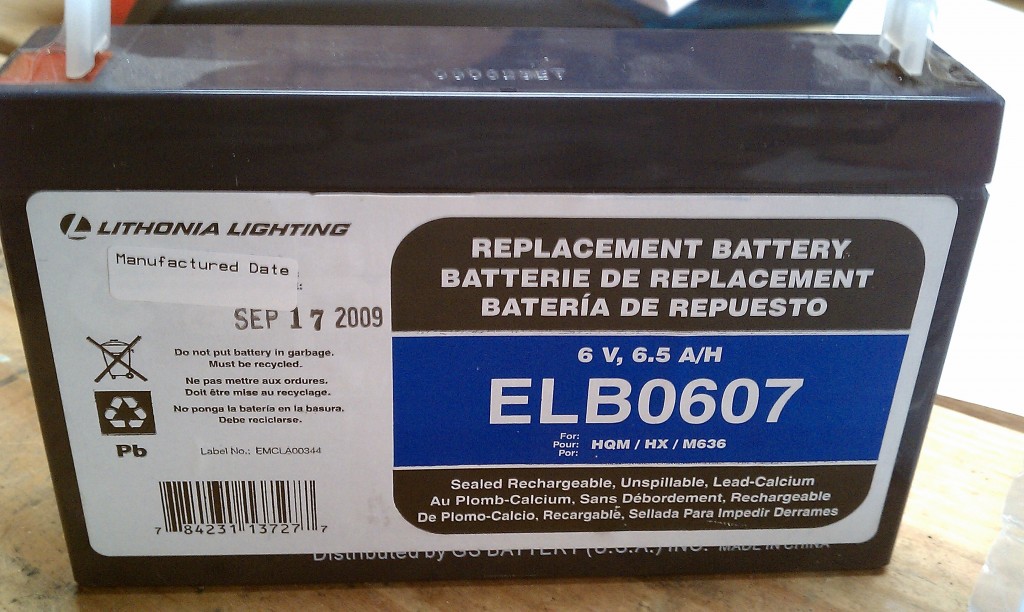 LITHONIA LIGHTING
Manufactured Date
SEP 17 2009
Do not put battery in garbage.
Must be recycled.
Ne pas mettre aux ordures.
Doit être mise au recyclage.
No ponga la batería en la basura.
Debe reciclarse.
Pb
Label No.: EMCLA00344
7 84231 13727 7
REPLACEMENT BATTERY
BATTERIE DE REPLACEMENT
BATERÍA DE REPUESTO
6 V, 6.5 A/H
ELB0607
For:
Pour:
Por:
HQM / HX / M636
Sealed Rechargeable, Unspillable, Lead-Calcium
Au Plomb-Calcium, Sans Débordement, Rechargeable
De Plomo-Calcio, Recargable, Sellada Para Impedir Derrames
Distributed by GS BATTERY (U.S.A.) INC. MADE IN CHINA